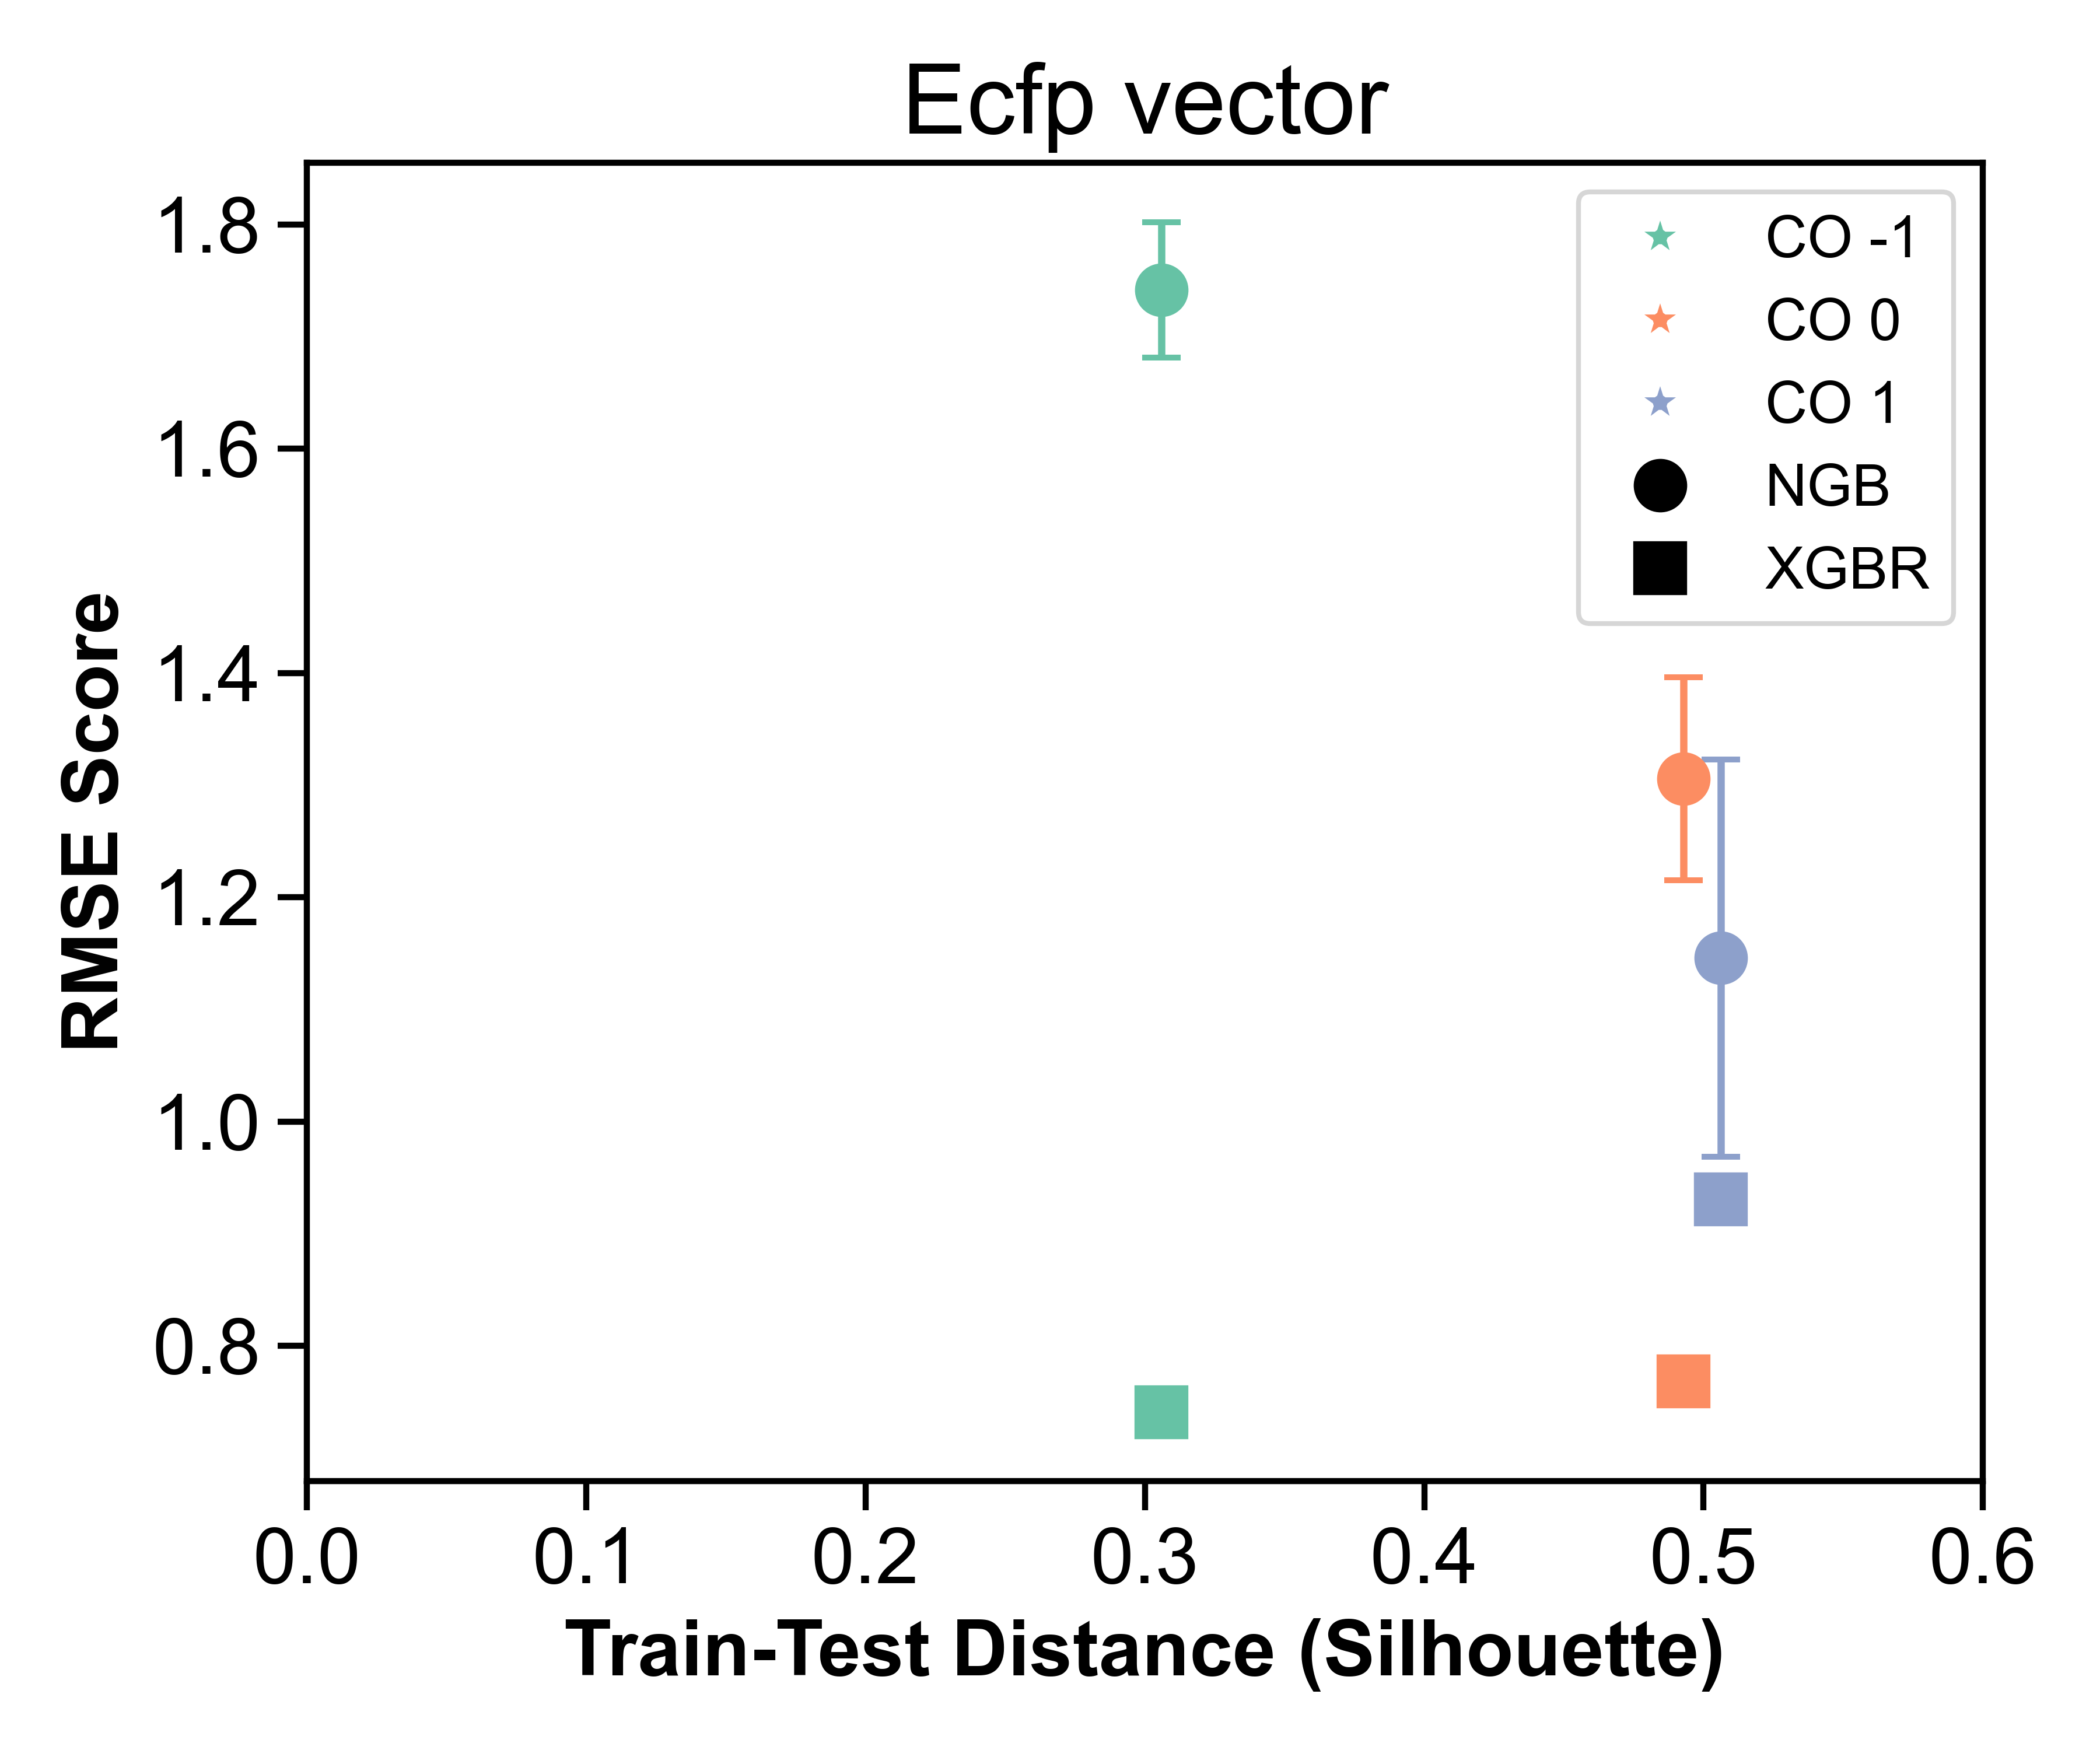 Ecfp vector
CO -1
CO 0
CO 1
NGB
XGBR
RMSE Score
1.8
1.6
1.4
1.2
1.0
0.8
0.0 0.1 0.2 0.3 0.4 0.5 0.6
Train-Test Distance (Silhouette)